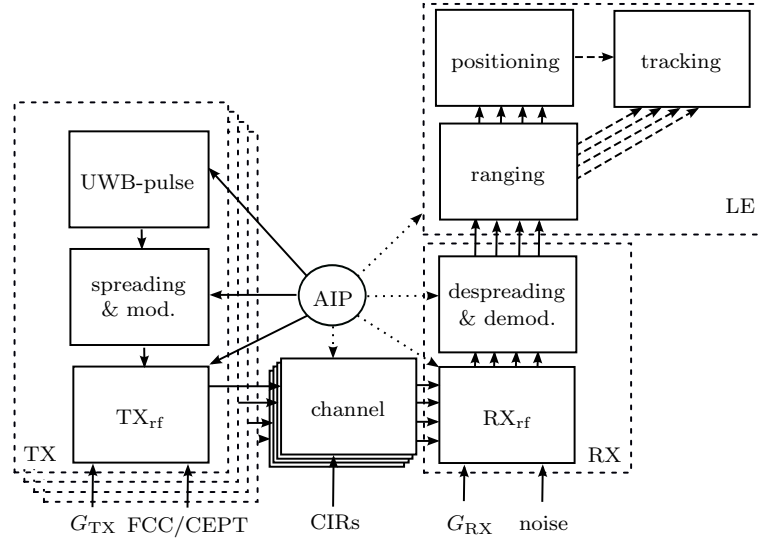 positioning
tracking
UWB-pulse
ranging
LE
spreading
& mod.
AIP
despreading
& demod.
TXrf
channel
RXrf
TX
RX
GTX
FCC/CEPT
CIRs
GRX
noise